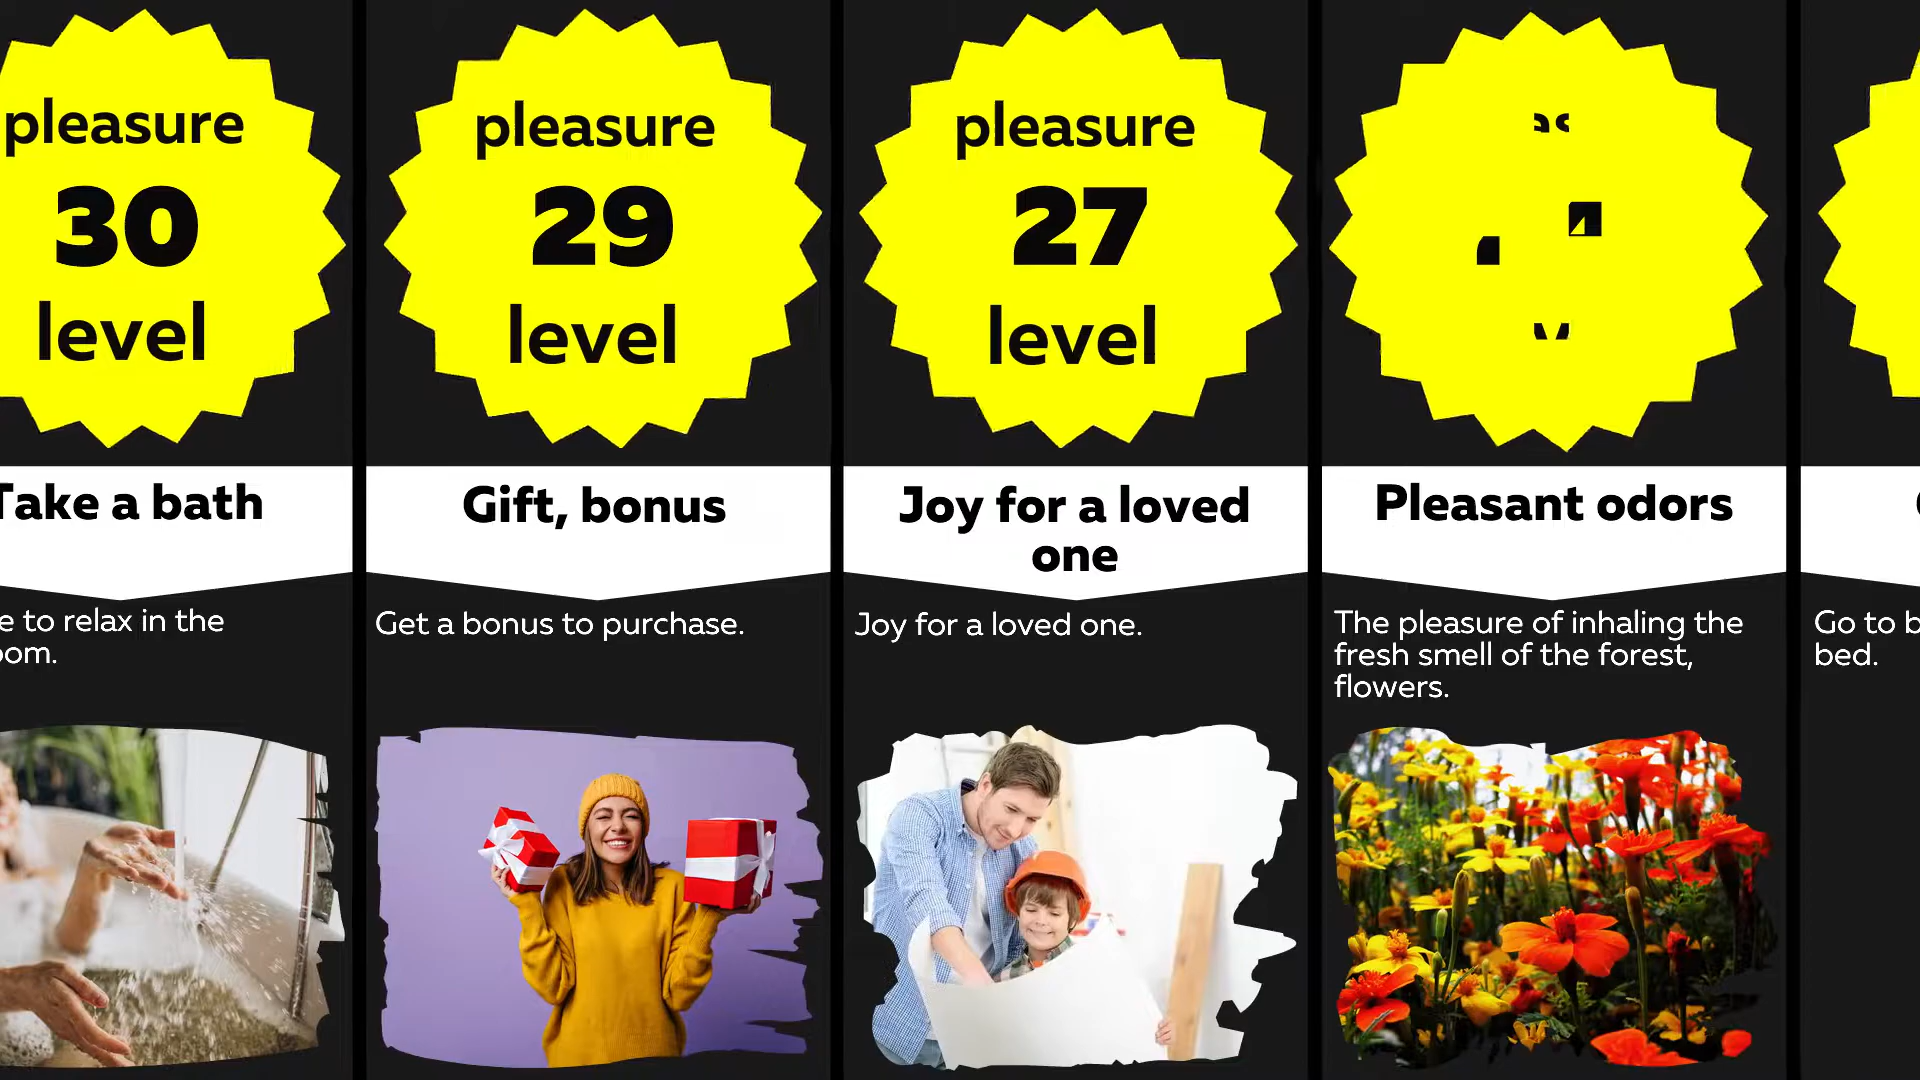 pleasure
30
level
Take a bath
e to relax in the
oom.
pleasure
29
level
Gift, bonus
Get a bonus to purchase.
pleasure
27
level
Joy for a loved
one
Joy for a loved one.
Pleasant odors
The pleasure of inhaling the
fresh smell of the forest,
flowers.
Go to b
bed.